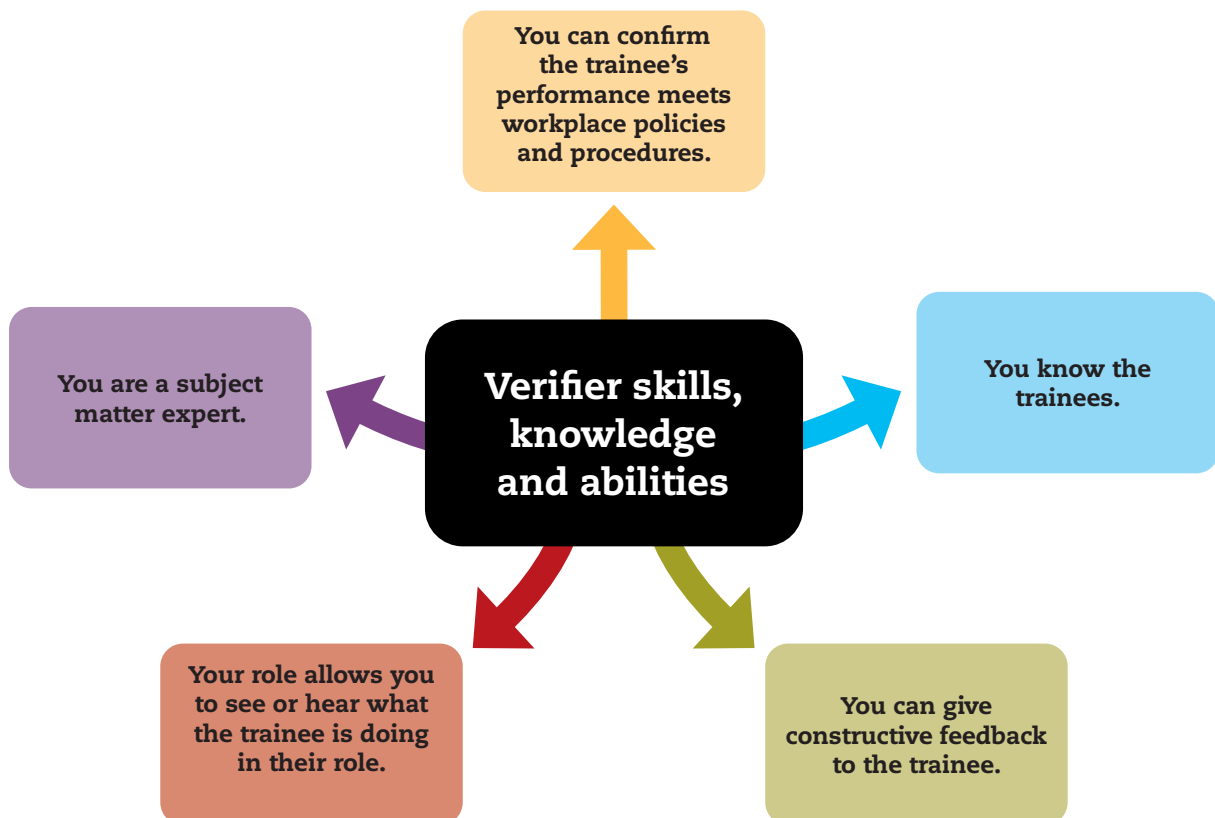 You can confirm
the trainee’s
performance meets
workplace policies
and procedures.
You are a subject
matter expert.
Verifier skills,
knowledge
and abilities
You know the
trainees.
Your role allows you
to see or hear what
the trainee is doing
in their role.
You can give
constructive feedback
to the trainee.